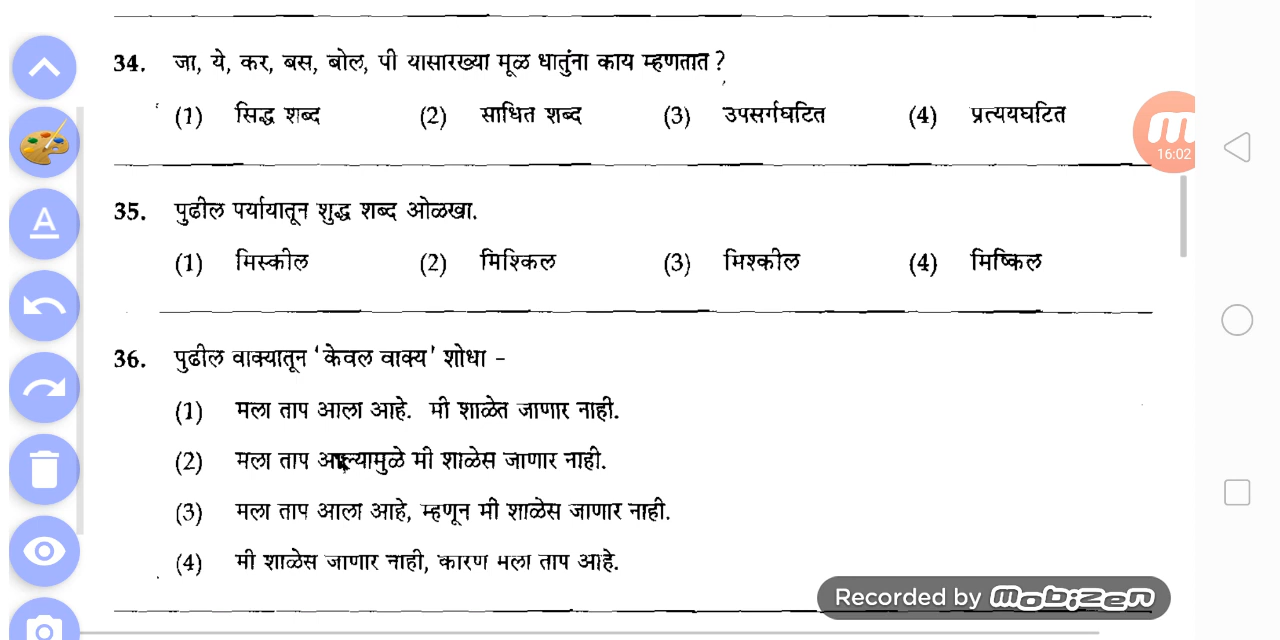 34. जा, ये, कर, बस, बोल, पी यासारख्या मूळ धातुंना काय म्हणतात ?
(1) सिद्ध शब्द (2) साधित शब्द (3) उपसर्गघटित (4) प्रत्ययघटित
16:02
35. पुढील पर्यायातून शुद्ध शब्द ओळखा.
(1) मिस्कील (2) मिश्किल (3) मिश्कील (4) मिष्किल
36. पुढील वाक्यातून ‘केवल वाक्य’ शोधा –
(1) मला ताप आला आहे. मी शाळेत जाणार नाही.
(2) मला ताप आल्यामुळे मी शाळेस जाणार नाही.
(3) मला ताप आला आहे, म्हणून मी शाळेस जाणार नाही.
(4) मी शाळेस जाणार नाही, कारण मला ताप आहे.
A
Recorded by Mobizen